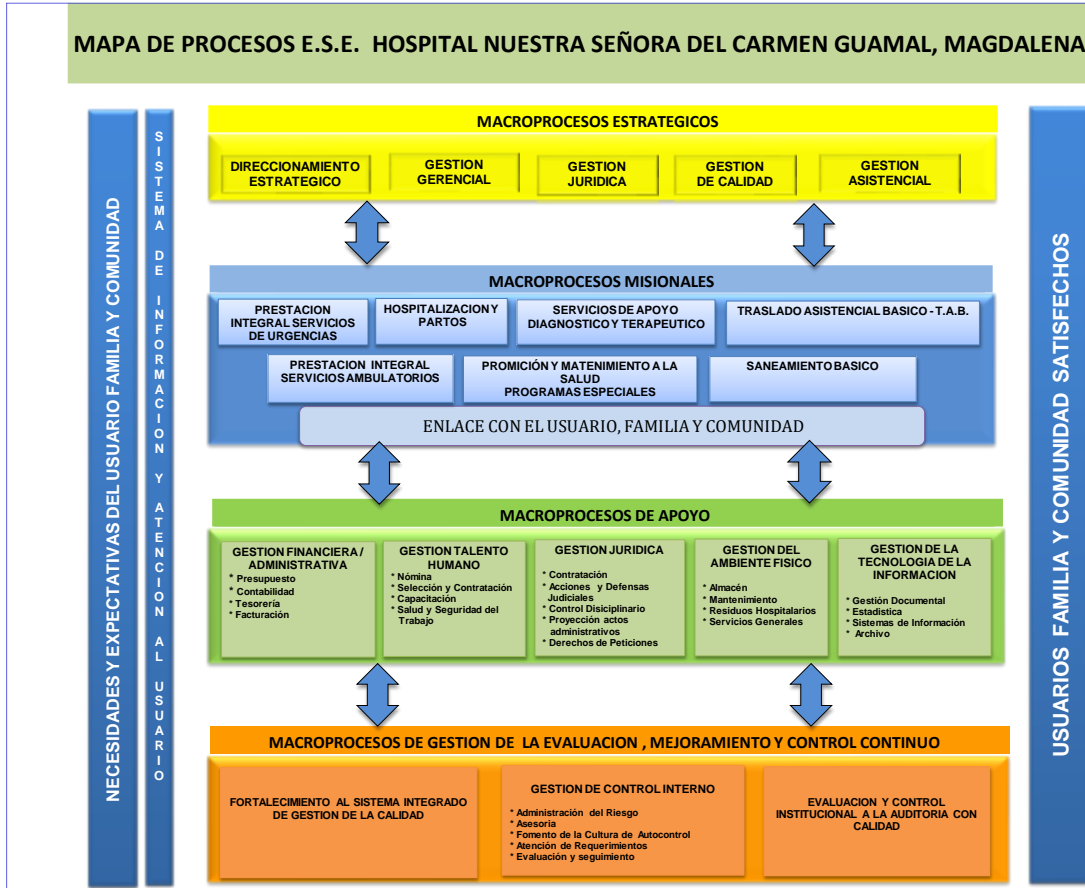 MAPA DE PROCESOS E.S.E. HOSPITAL NUESTRA SEÑORA DEL CARMEN GUAMAL, MAGDALENA
NECESIDADES Y EXPECTATIVAS DEL USUARIO FAMILIA Y COMUNIDAD
SISTEMA DE INFORMACION Y ATENCION AL USUARIO
MACROPROCESOS ESTRATEGICOS
DIRECCIONAMIENTO
ESTRATEGICO
GESTION
GERENCIAL
GESTION
JURIDICA
GESTION
DE CALIDAD
GESTION
ASISTENCIAL
MACROPROCESOS MISIONALES
PRESTACION
INTEGRAL SERVICIOS
DE URGENCIAS
HOSPITALIZACION Y
PARTOS
SERVICIOS DE APOYO
DIAGNOSTICO Y TERAPEUTICO
TRASLADO ASISTENCIAL BASICO - T.A.B.
PRESTACION INTEGRAL
SERVICIOS AMBULATORIOS
PROMICIÓN Y MATENIMIENTO A LA
SALUD
PROGRAMAS ESPECIALES
SANEAMIENTO BASICO
ENLACE CON EL USUARIO, FAMILIA Y COMUNIDAD
MACROPROCESOS DE APOYO
GESTION FINANCIERA /
ADMINISTRATIVA
* Presupuesto
* Contabilidad
* Tesorería
* Facturación
GESTION TALENTO
HUMANO
* Nómina
* Selección y Contratación
* Capacitación
* Salud y Seguridad del
Trabajo
GESTION JURIDICA
* Contratación
* Acciones y Defensas
Judiciales
* Control Disiciplinario
* Proyección actos
administrativos
* Derechos de Peticiones
GESTION DEL
AMBIENTE FISICO
* Almacén
* Mantenimiento
* Residuos Hospitalarios
* Servicios Generales
GESTION DE LA
TECNOLOGIA DE LA
INFORMACION
* Gestión Documental
* Estadistica
* Sistemas de Información
* Archivo
MACROPROCESOS DE GESTION DE LA EVALUACION , MEJORAMIENTO Y CONTROL CONTINUO
FORTALECIMIENTO AL SISTEMA INTEGRADO
DE GESTION DE LA CALIDAD
GESTION DE CONTROL INTERNO
* Administración del Riesgo
* Asesoria
* Fomento de la Cultura de Autocontrol
* Atención de Requerimientos
* Evaluación y seguimiento
EVALUACION Y CONTROL
INSTITUCIONAL A LA AUDITORIA CON
CALIDAD
USUARIOS FAMILIA Y COMUNIDAD SATISFECHOS